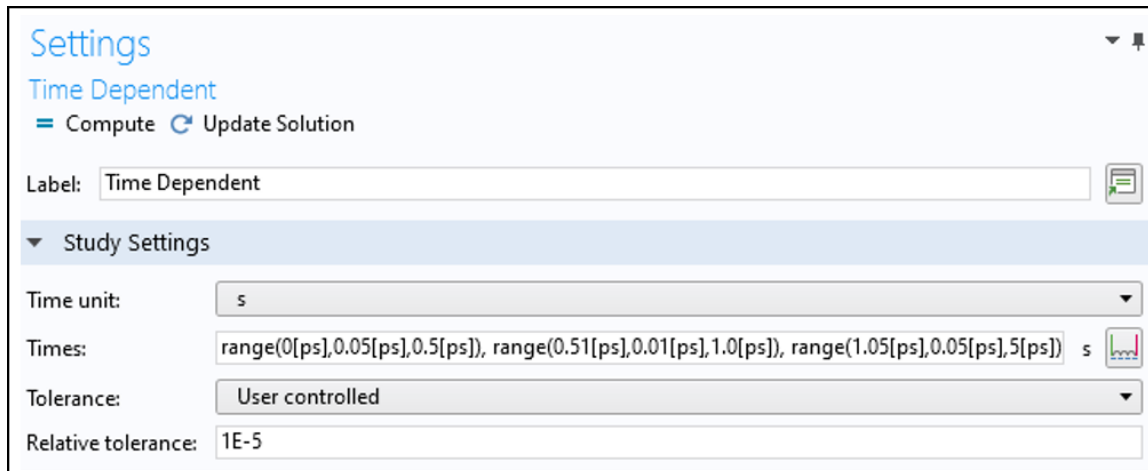 Settings
Time Dependent
= Compute Update Solution
Label: Time Dependent
Study Settings
Time unit: s
Times: range(0[ps],0.05[ps],0.5[ps]), range(0.51[ps],0.01[ps],1.0[ps]), range(1.05[ps],0.05[ps],5[ps]) s
Tolerance: User controlled
Relative tolerance: 1E-5